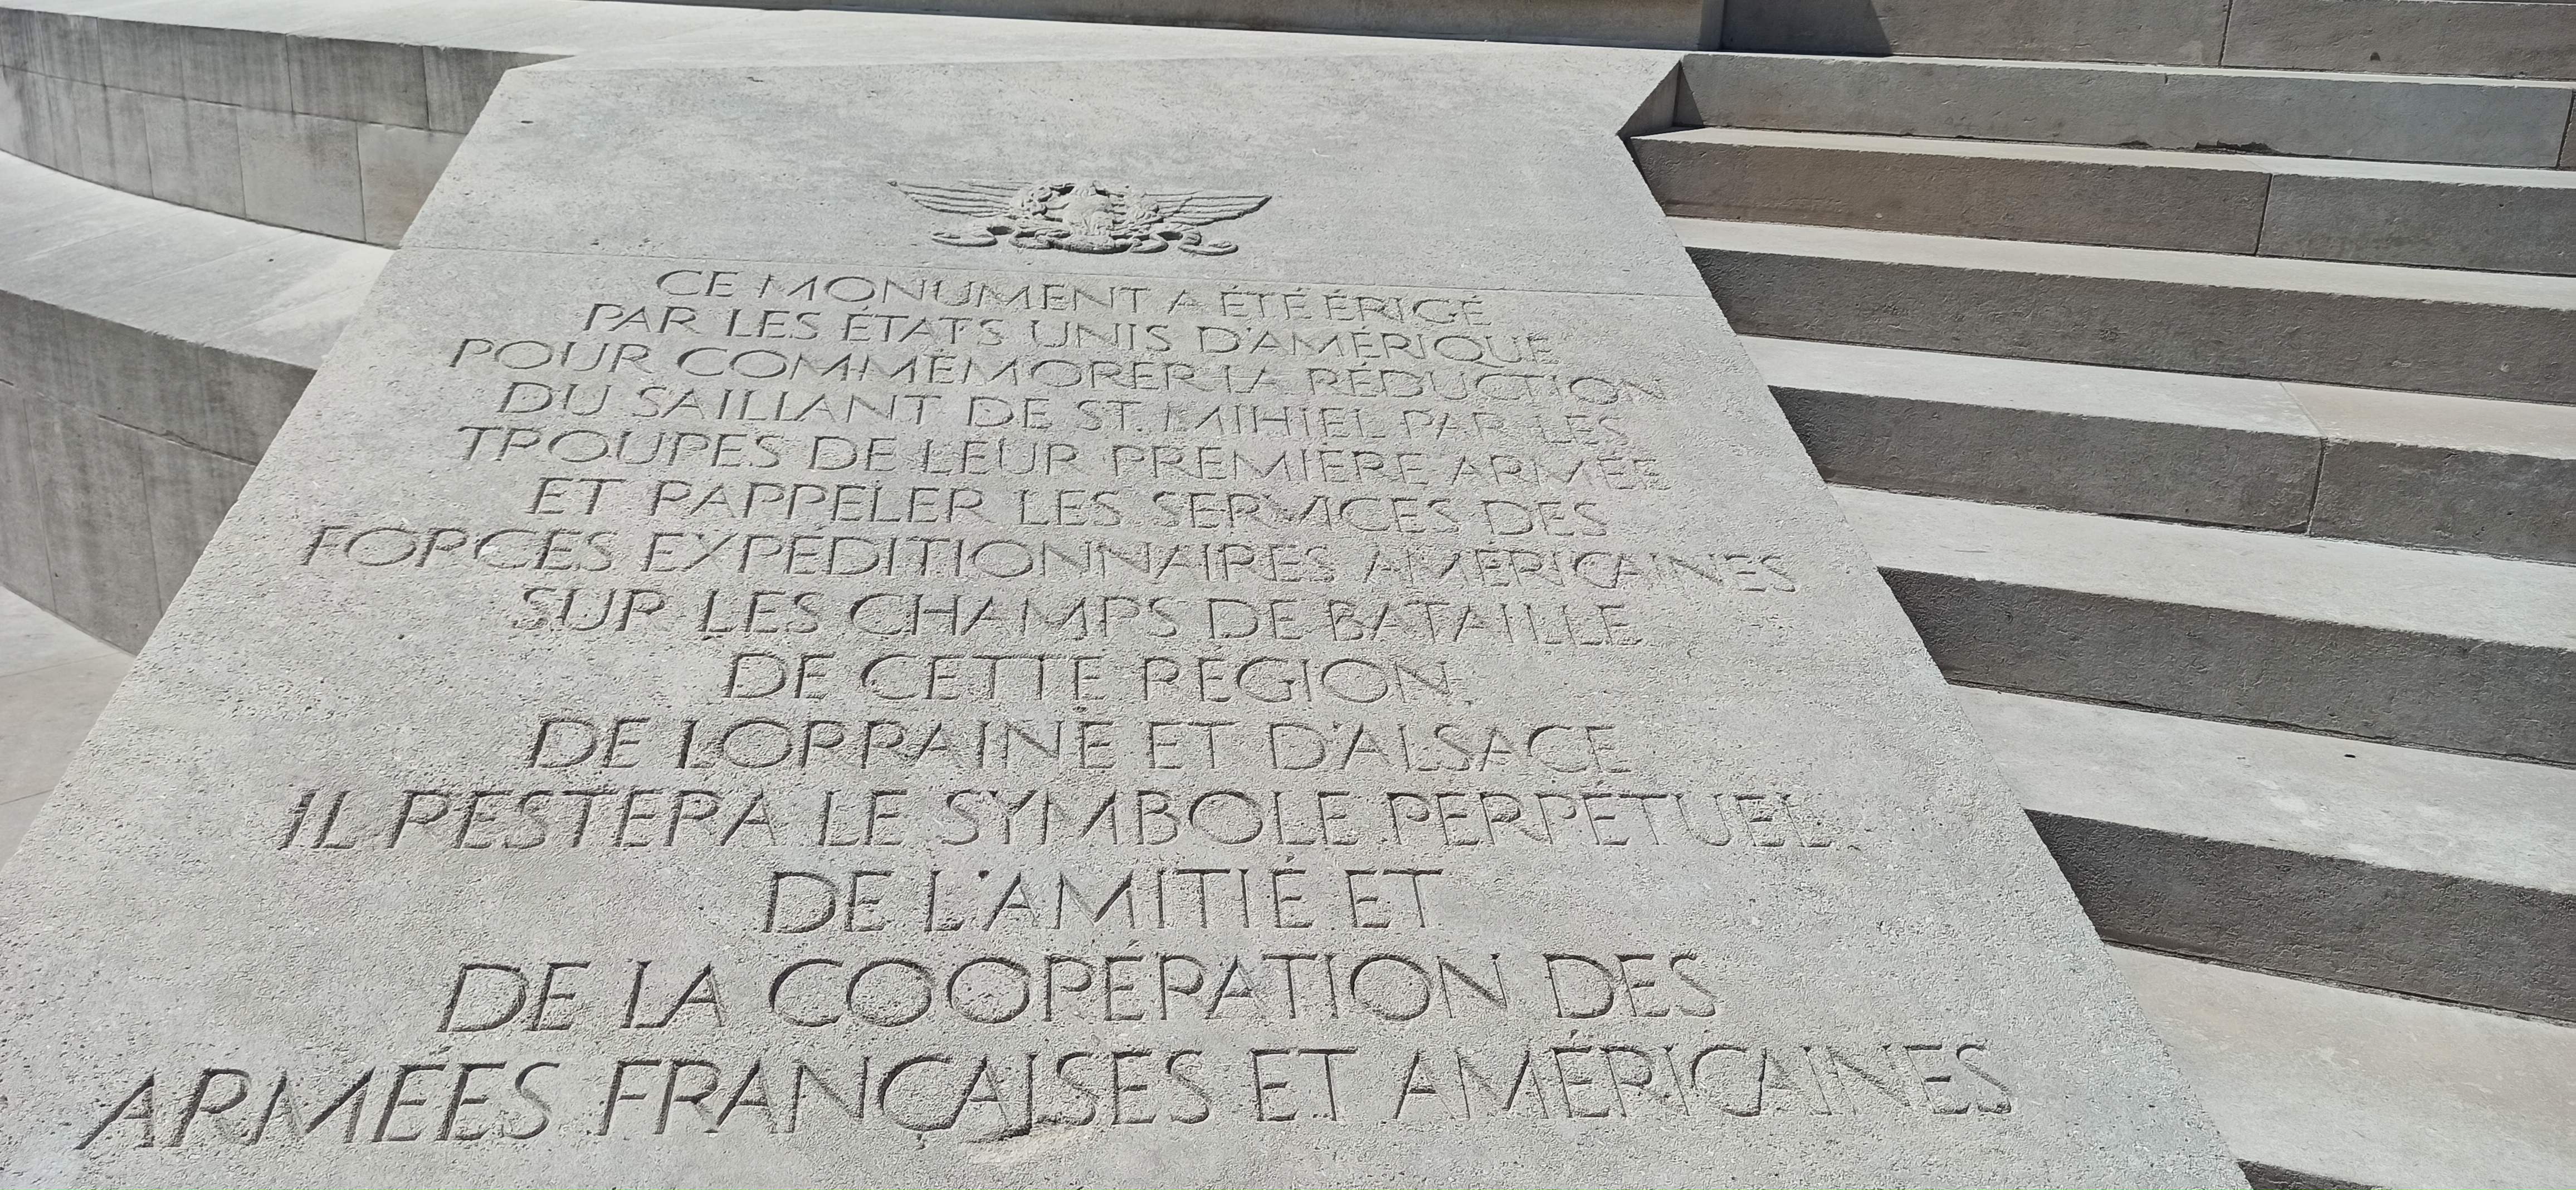 CE MONUMENT A ÉTÉ ÉRIGÉ
PAR LES ÉTATS UNIS D'AMÉRIQUE
POUR COMMÉMORER LA RÉDUCTION
DU SAILLANT DE ST. MIHIEL PAR LES
TROUPES DE LEUR PREMIÈRE ARMÉE
ET RAPPELER LES SERVICES DES
FORCES EXPÉDITIONNAIRES AMÉRICAINES
SUR LES CHAMPS DE BATAILLE
DE CETTE RÉGION
DE LORRAINE ET D'ALSACE
IL RESTERA LE SYMBOLE PERPÉTUEL
DE L'AMITIÉ ET
DE LA COOPÉRATION DES
ARMÉES FRANÇAISES ET AMÉRICAINES